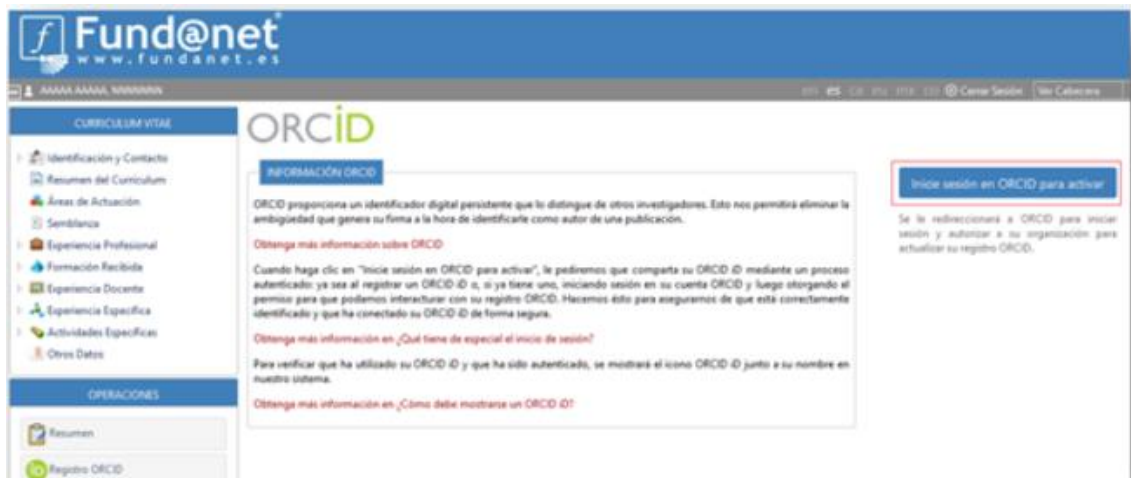 Fund@net
www.fundanet.es
AAAAA AAAAA, NNNNNNN
en es ca eu mx co Cerrar Sesión Ver Cabecera
CURRICULUM VITAE
Identificación y Contacto
Resumen del Curriculum
Áreas de Actuación
Semblanza
Experiencia Profesional
Formación Recibida
Experiencia Docente
Experiencia Específica
Actividades Específicas
Otros Datos
OPERACIONES
Resumen
Registro ORCID
ORCID
INFORMACIÓN ORCID
ORCID proporciona un identificador digital persistente que lo distingue de otros investigadores. Esto nos permitirá eliminar la
ambigüedad que genera su firma a la hora de identificarle como autor de una publicación.
Obtenga más información sobre ORCID
Cuando haga clic en "Inicie sesión en ORCID para activar", le pediremos que comparta su ORCID iD mediante un proceso
autenticado: ya sea al registrar un ORCID iD o, si ya tiene uno, iniciando sesión en su cuenta ORCID y luego otorgando el
permiso para que podamos interactuar con su registro ORCID. Hacemos ésto para asegurarnos de que está correctamente
identificado y que ha conectado su ORCID iD de forma segura.
Obtenga más información en ¿Qué tiene de especial el inicio de sesión?
Para verificar que ha utilizado su ORCID iD y que ha sido autenticado, se mostrará el icono ORCID iD junto a su nombre en
nuestro sistema.
Obtenga más información en ¿Cómo debe mostrarse un ORCID iD?
Inicie sesión en ORCID para activar
Se le redireccionará a ORCID para iniciar
sesión y autorizar a su organización para
actualizar su registro ORCID.